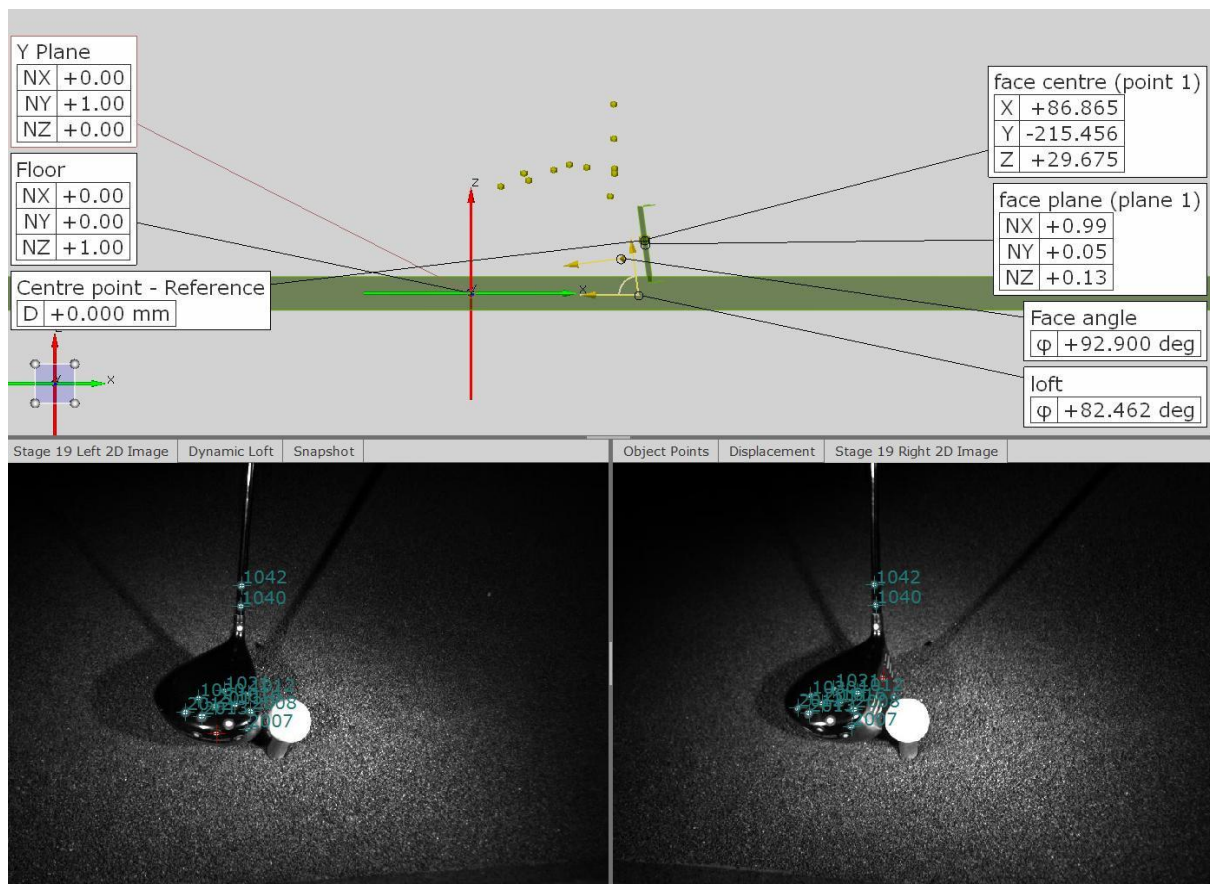 Y Plane
NX +0.00
NY +1.00
NZ +0.00
Floor
NX +0.00
NY +0.00
NZ +1.00
Centre point - Reference
D +0.000 mm
face centre (point 1)
X +86.865
Y -215.456
Z +29.675
face plane (plane 1)
NX +0.99
NY +0.05
NZ +0.13
Face angle
φ +92.900 deg
loft
φ +82.462 deg
Z
X
Y
X
Y
Stage 19 Left 2D Image
Dynamic Loft
Snapshot
Object Points
Displacement
Stage 19 Right 2D Image
1042
1040
2007
1042
1040
2007